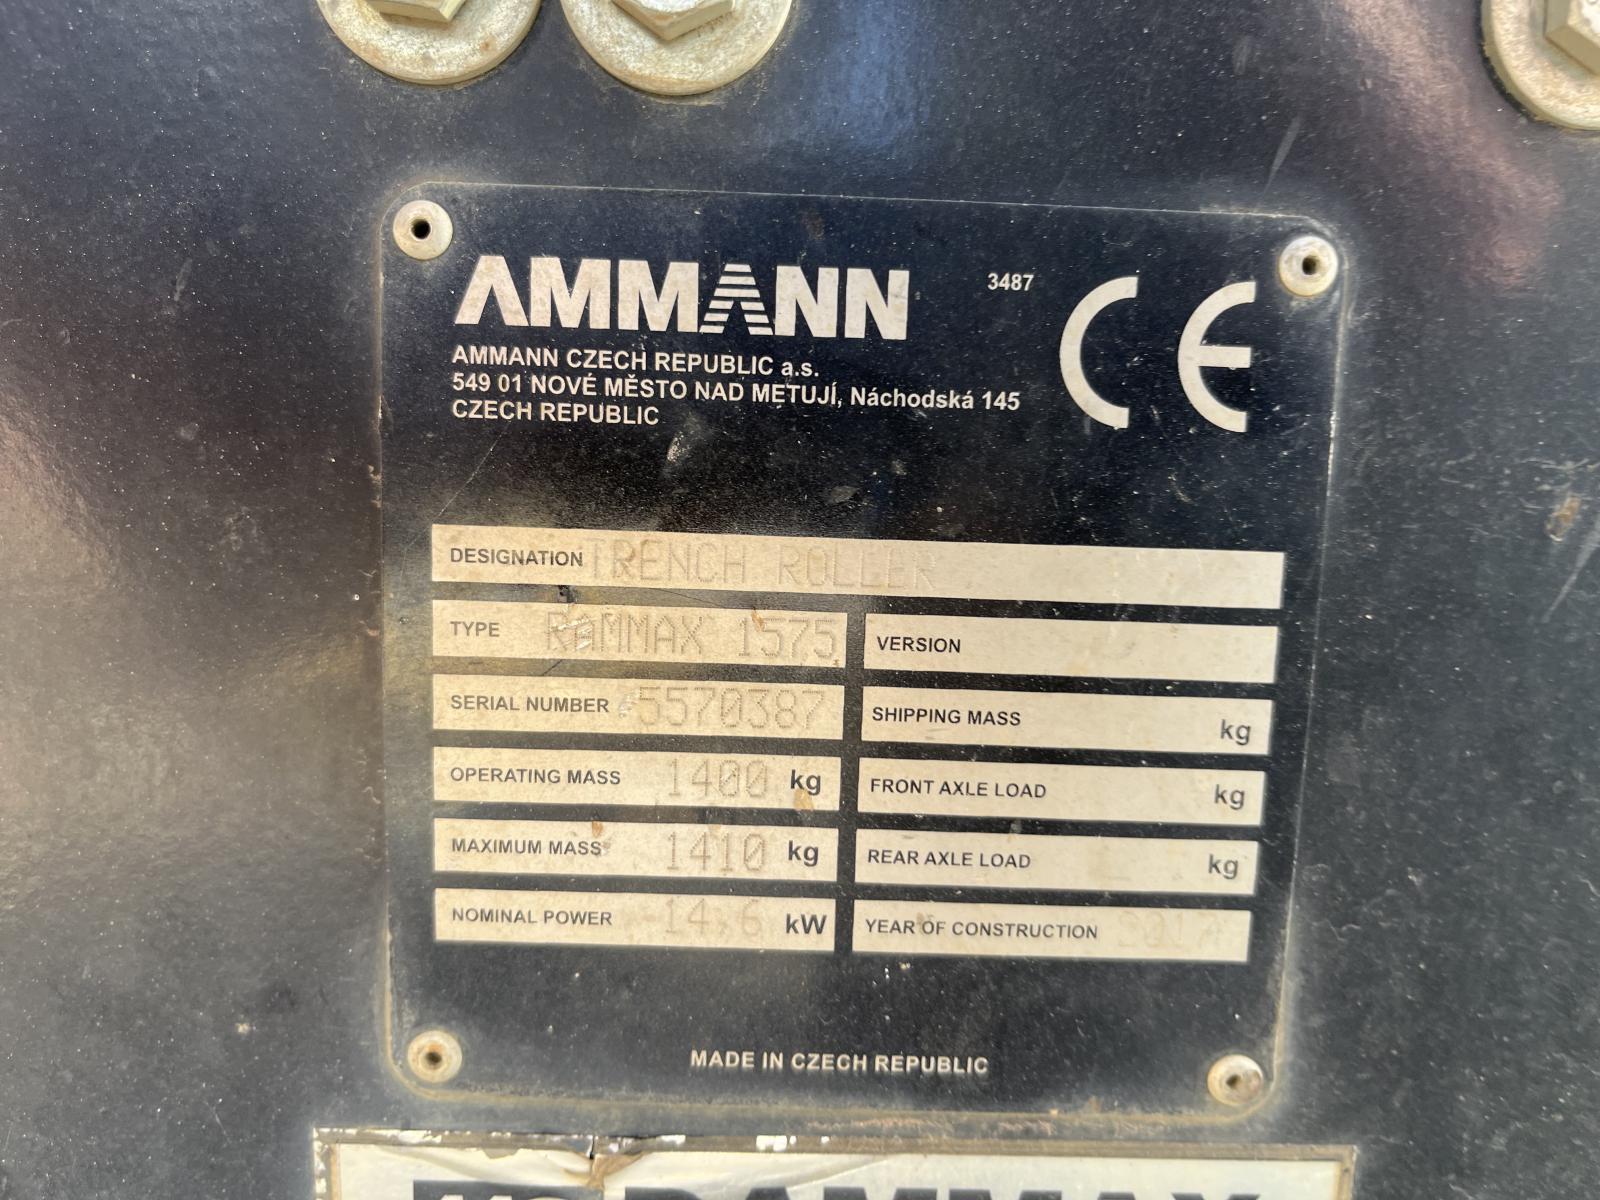 AMMANN
3487
CE
AMMANN CZECH REPUBLIC a.s.
549 01 NOVÉ MĚSTO NAD METUJÍ, Náchodská 145
CZECH REPUBLIC
DESIGNATION TRENCH ROLLER
TYPE RAMMAX 1575
VERSION
SERIAL NUMBER 5570387
SHIPPING MASS kg
OPERATING MASS 1400 kg
FRONT AXLE LOAD kg
MAXIMUM MASS 1410 kg
REAR AXLE LOAD kg
NOMINAL POWER 14.6 kW
YEAR OF CONSTRUCTION 2017
MADE IN CZECH REPUBLIC
RAMMAX